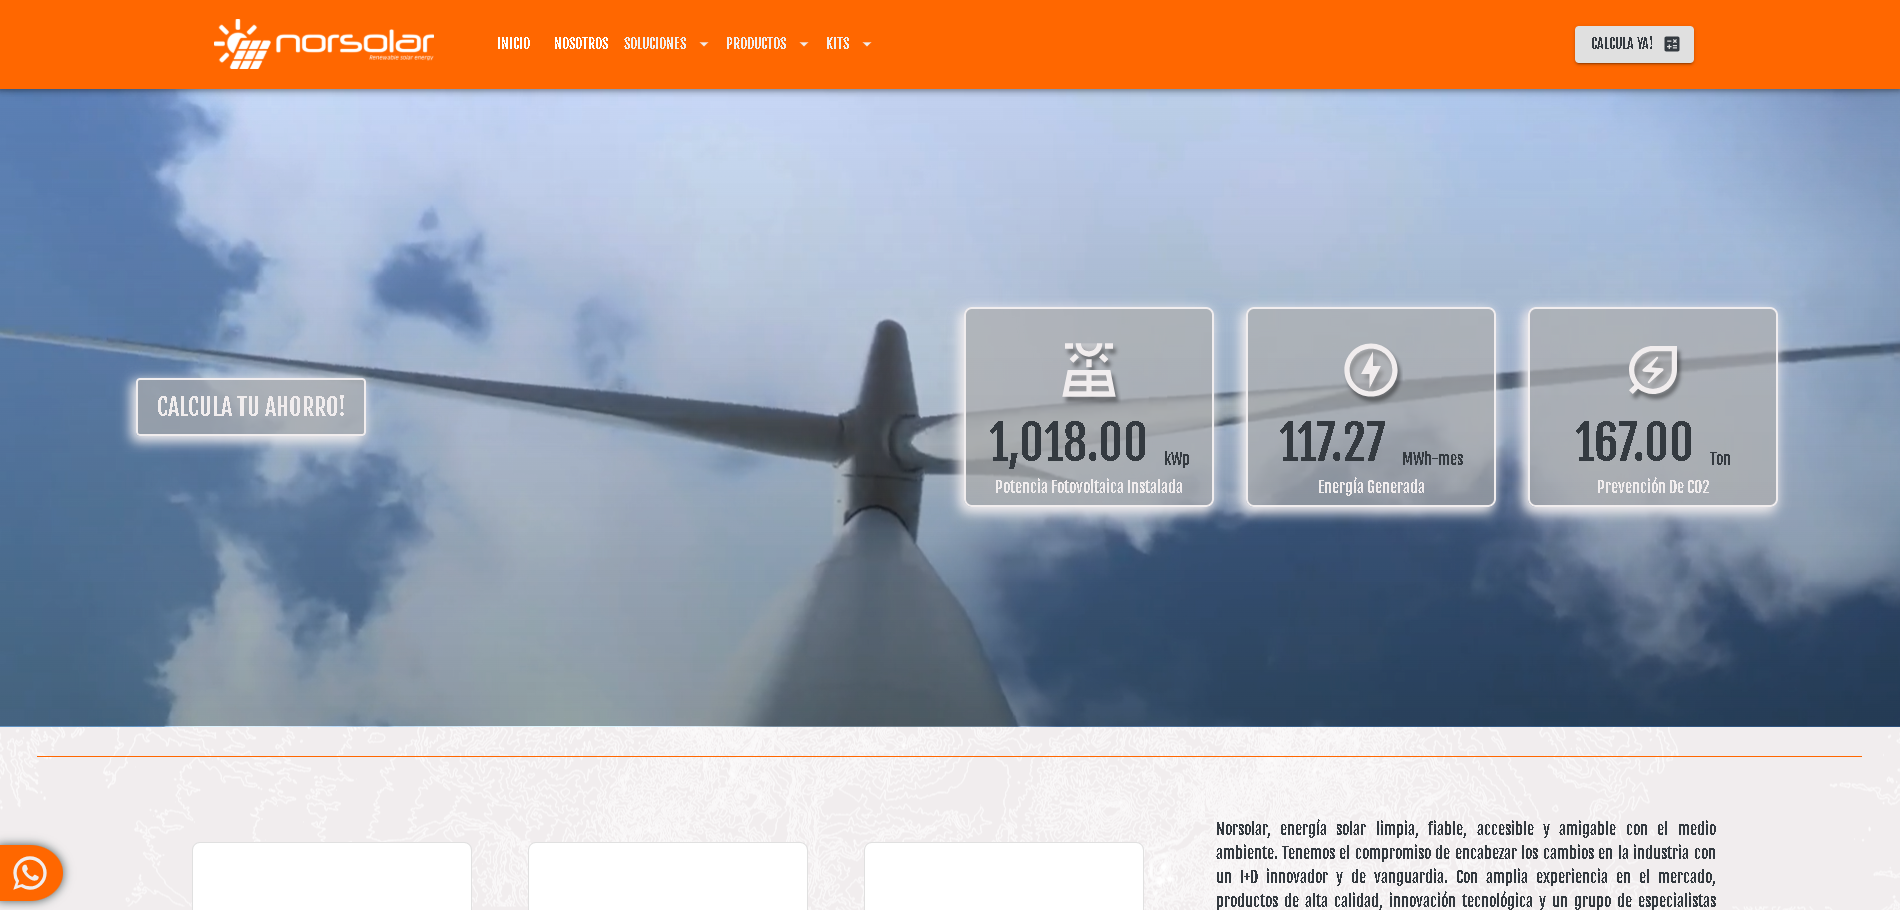 norsolar
Renewable solar energy
INICIO
NOSOTROS
SOLUCIONES
PRODUCTOS
KITS
CALCULA YA!
CALCULA TU AHORRO!
1,018.00 kWp
Potencia Fotovoltaica Instalada
117.27 MWh-mes
Energía Generada
167.00 Ton
Prevención De CO2
Norsolar, energía solar limpia, fiable, accesible y amigable con el medio
ambiente. Tenemos el compromiso de encabezar los cambios en la industria con
un I+D innovador y de vanguardia. Con amplia experiencia en el mercado,
productos de alta calidad, innovación tecnológica y un grupo de especialistas